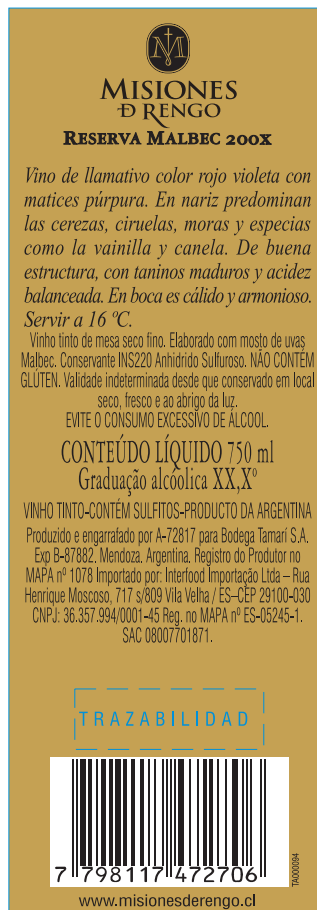 M
MISIONES
D RENGO
RESERVA MALBEC 200X
Vino de llamativo color rojo violeta con
matices púrpura. En nariz predominan
las cerezas, ciruelas, moras y especias
como la vainilla y canela. De buena
estructura, con taninos maduros y acidez
balanceada. En boca es cálido y armonioso.
Servir a 16 ºC.
Vinho tinto de mesa seco fino. Elaborado com mosto de uvas
Malbec. Conservante INS220 Anhidrido Sulfuroso. NÃO CONTÉM
GLÚTEN. Validade indeterminada desde que conservado em local
seco, fresco e ao abrigo da luz.
EVITE O CONSUMO EXCESSIVO DE ÁLCOOL.
CONTEÚDO LÍQUIDO 750 ml
Graduação alcóolica XX,Xº
VINHO TINTO-CONTÉM SULFITOS-PRODUCTO DA ARGENTINA
Produzido e engarrafado por A-72817 para Bodega Tamarí S.A.
Exp B-87882. Mendoza, Argentina. Registro do Produtor no
MAPA nº 1078 Importado por: Interfood Importação Ltda – Rua
Henrique Moscoso, 717 s/809 Vila Velha / ES–CEP 29100-030
CNPJ: 36.357.994/0001-45 Reg. no MAPA nº ES-05245-1.
SAC 08007701871.
TRAZABILIDAD
7 798117 472706
TA000094
www.misionesderengo.cl